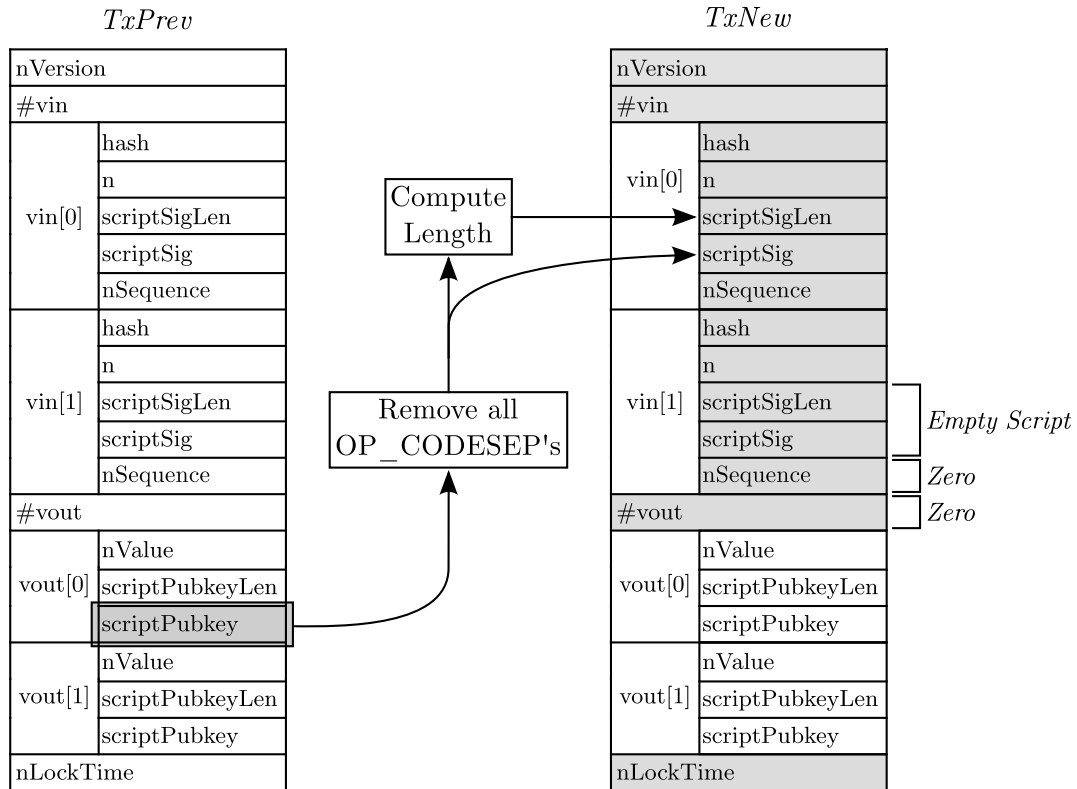 TxPrev
nVersion
#vin
vin[0]
hash
n
scriptSigLen
scriptSig
nSequence
vin[1]
hash
n
scriptSigLen
scriptSig
nSequence
#vout
vout[0]
nValue
scriptPubkeyLen
scriptPubkey
vout[1]
nValue
scriptPubkeyLen
scriptPubkey
nLockTime
Compute
Length
Remove all
OP_CODESEP's
TxNew
nVersion
#vin
vin[0]
hash
n
scriptSigLen
scriptSig
nSequence
vin[1]
hash
n
scriptSigLen
scriptSig
nSequence
#vout
vout[0]
nValue
scriptPubkeyLen
scriptPubkey
vout[1]
nValue
scriptPubkeyLen
scriptPubkey
nLockTime
Empty Script
Zero
Zero